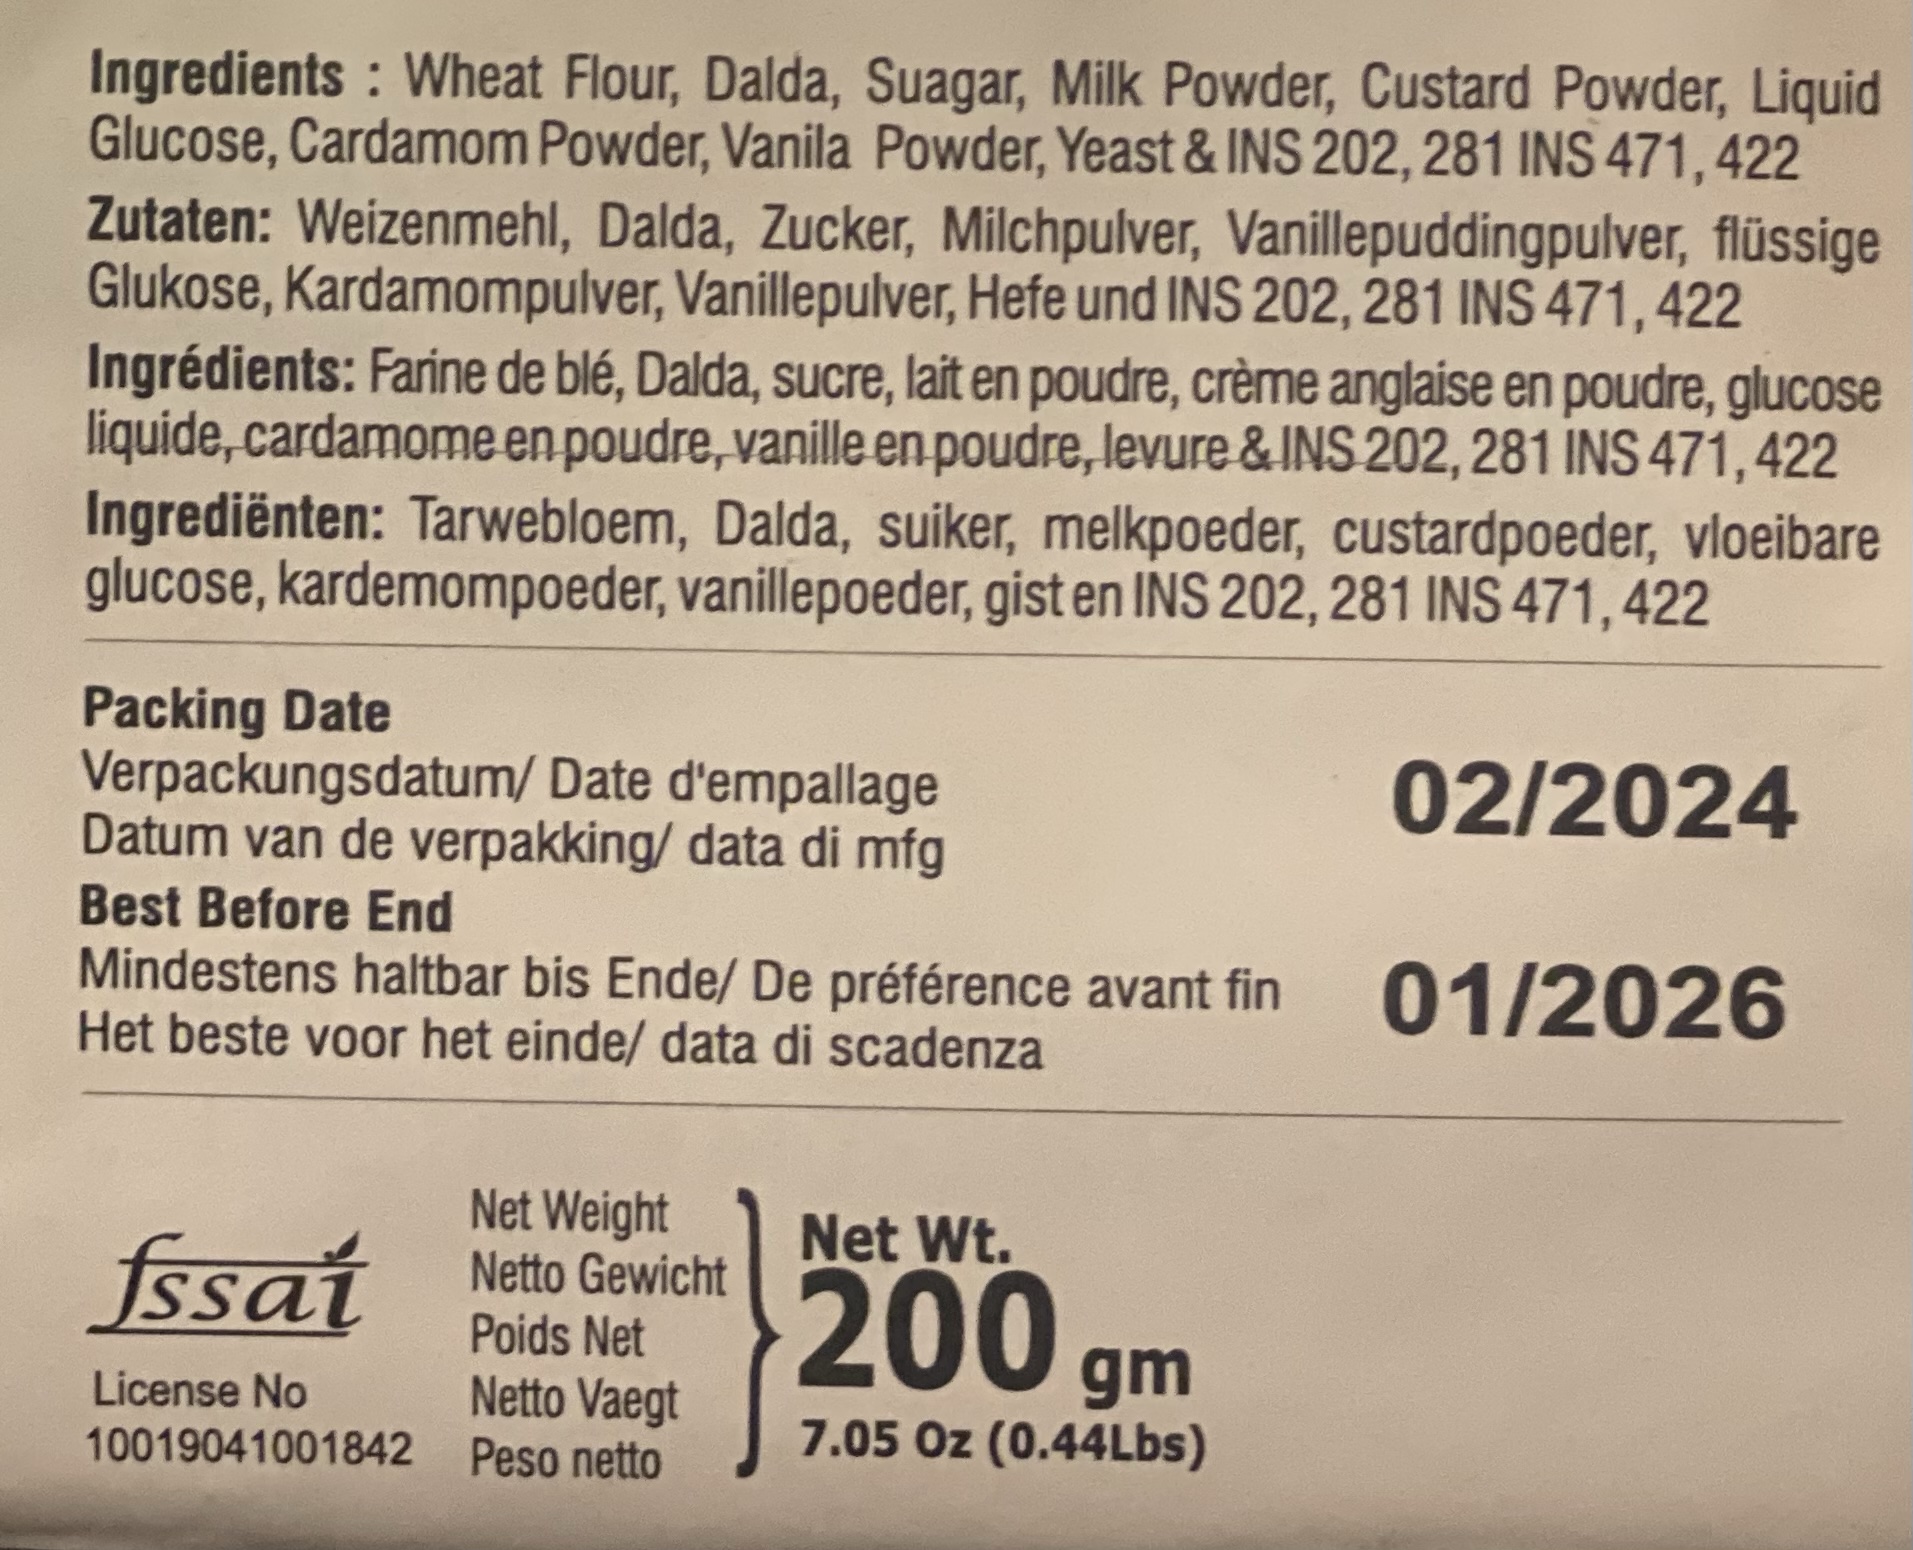 Ingredients : Wheat Flour, Dalda, Suagar, Milk Powder, Custard Powder, Liquid
Glucose, Cardamom Powder, Vanila Powder, Yeast & INS 202, 281 INS 471, 422
Zutaten: Weizenmehl, Dalda, Zucker, Milchpulver, Vanillepuddingpulver, flüssige
Glukose, Kardamompulver, Vanillepulver, Hefe und INS 202, 281 INS 471, 422
Ingrédients: Farine de blé, Dalda, sucre, lait en poudre, crème anglaise en poudre, glucose
liquide, cardamome en poudre, vanille en poudre, levure & INS 202, 281 INS 471, 422
Ingrediënten: Tarwebloem, Dalda, suiker, melkpoeder, custardpoeder, vloeibare
glucose, kardemompoeder, vanillepoeder, gist en INS 202, 281 INS 471, 422
Packing Date
Verpackungsdatum/ Date d'empallage
Datum van de verpakking/ data di mfg
02/2024
Best Before End
Mindestens haltbar bis Ende/ De préférence avant fin
Het beste voor het einde/ data di scadenza
01/2026
fssai
License No
10019041001842
Net Weight
Netto Gewicht
Poids Net
Netto Vaegt
Peso netto
Net Wt.
200 gm
7.05 Oz (0.44Lbs)